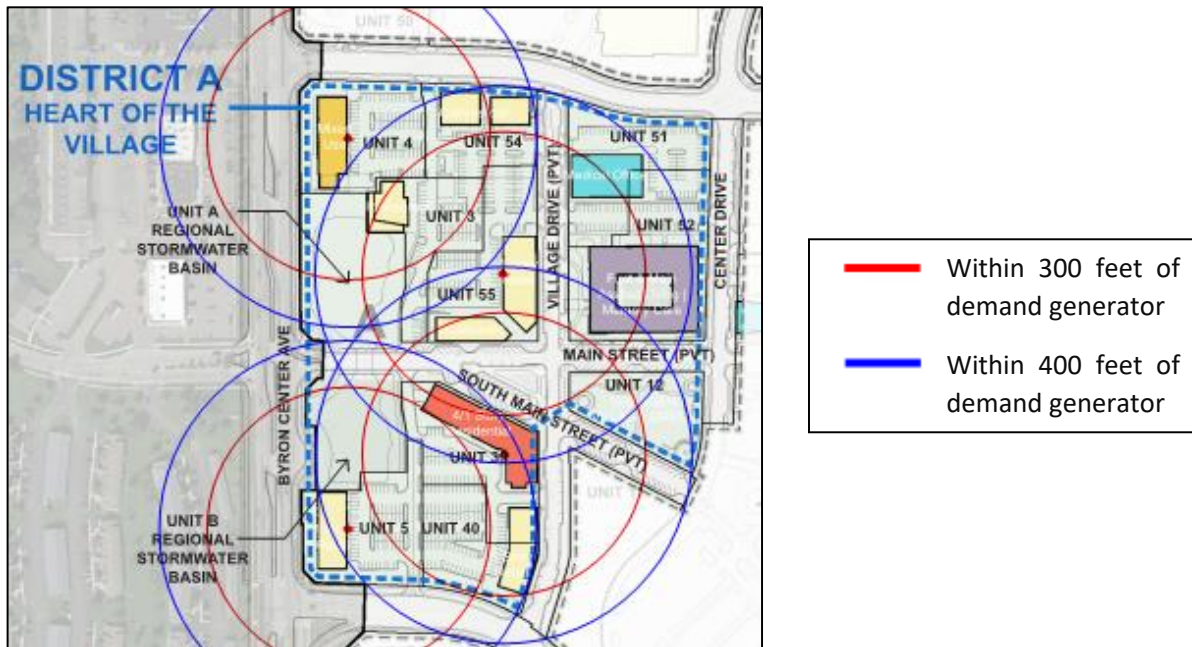 UNIT 50
DISTRICT A
HEART OF THE
VILLAGE
UNIT 4
UNIT 54
UNIT 51
Medical Office
VILLAGE DRIVE (PVT)
CENTER DRIVE
UNIT A
REGIONAL
STORMWATER
BASIN
UNIT 3
UNIT 52
UNIT 55
BYRON CENTER AVE
MAIN STREET (PVT)
SOUTH MAIN STREET (PVT)
UNIT 12
UNIT B
REGIONAL
STORMWATER
BASIN
UNIT 5
UNIT 40
Within 300 feet of
demand generator
Within 400 feet of
demand generator